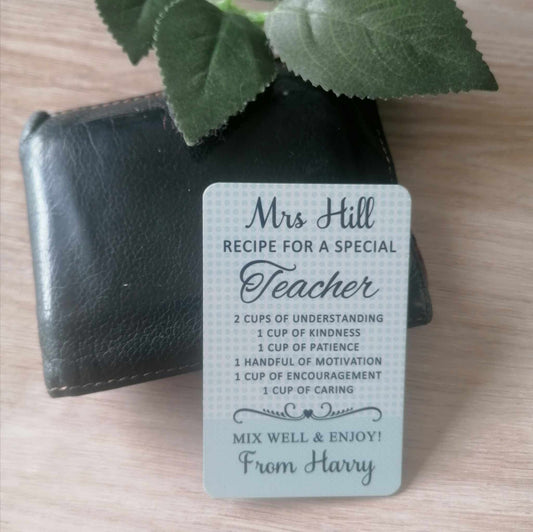 Mrs Hill
RECIPE FOR A SPECIAL
Teacher
2 CUPS OF UNDERSTANDING
1 CUP OF KINDNESS
1 CUP OF PATIENCE
1 HANDFUL OF MOTIVATION
1 CUP OF ENCOURAGEMENT
1 CUP OF CARING
MIX WELL & ENJOY!
From Harry